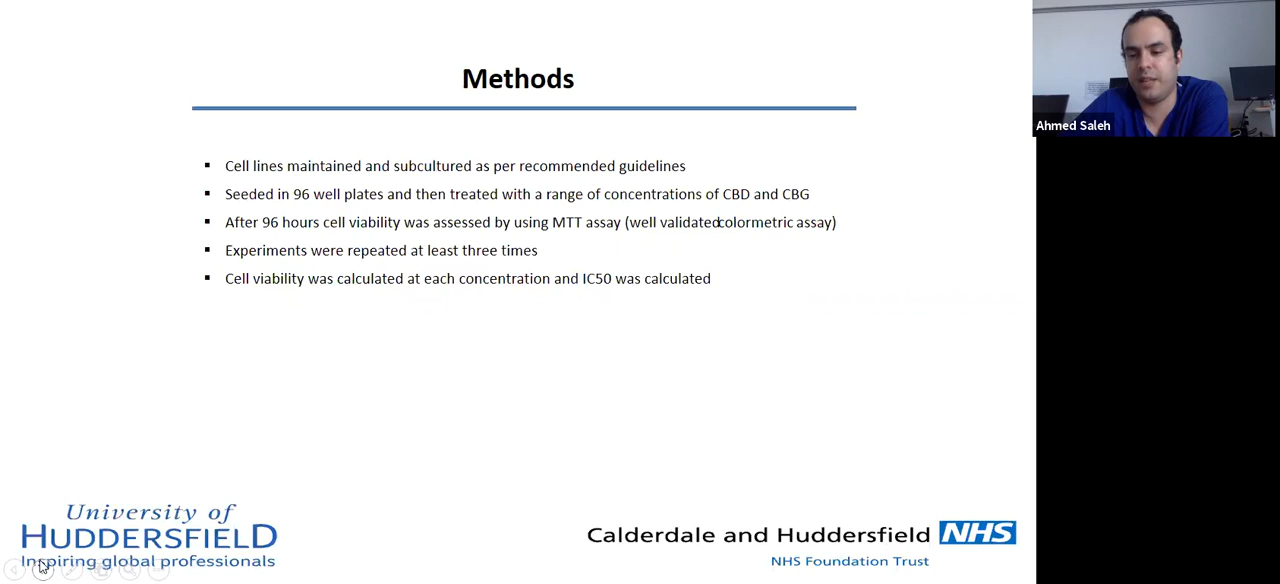 Methods
Ahmed Saleh
▪ Cell lines maintained and subcultured as per recommended guidelines
▪ Seeded in 96 well plates and then treated with a range of concentrations of CBD and CBG
▪ After 96 hours cell viability was assessed by using MTT assay (well validatedcolormetric assay)
▪ Experiments were repeated at least three times
▪ Cell viability was calculated at each concentration and IC50 was calculated
University of
HUDDERSFIELD
Inspiring global professionals
Calderdale and Huddersfield NHS
NHS Foundation Trust